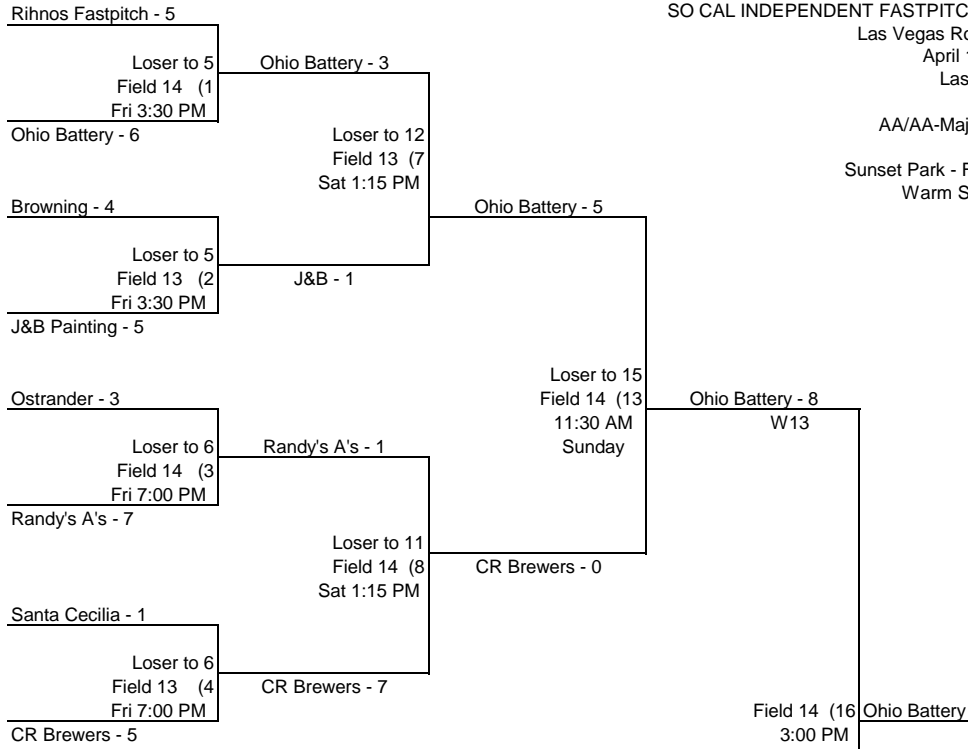 Rihnos Fastpitch - 5
SO CAL INDEPENDENT FASTPITC
Las Vegas Ro
Loser to 5
Ohio Battery - 3
April 1
Field 14 (1
Las
Fri 3:30 PM
Ohio Battery - 6
Loser to 12
AA/AA-Maj
Field 13 (7
Sat 1:15 PM
Sunset Park - F
Browning - 4
Ohio Battery - 5
Warm S
Loser to 5
Field 13 (2
J&B - 1
Fri 3:30 PM
J&B Painting - 5
Loser to 15
Ostrander - 3
Field 14 (13
Ohio Battery - 8
11:30 AM
W13
Loser to 6
Randy's A's - 1
Sunday
Field 14 (3
Fri 7:00 PM
Randy's A's - 7
Loser to 11
Field 14 (8
CR Brewers - 0
Sat 1:15 PM
Santa Cecilia - 1
Loser to 6
Field 13 (4
CR Brewers - 7
Fri 7:00 PM
Field 14 (16
Ohio Battery
CR Brewers - 5
3:00 PM